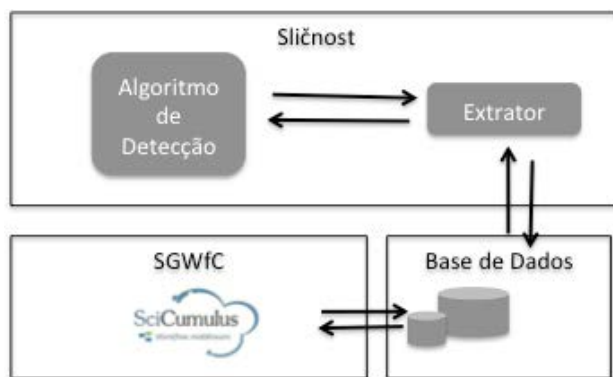 Sličnost
Algoritmo
de
Detecção
Extrator
SGWfC
Base de Dados
SciCumulus